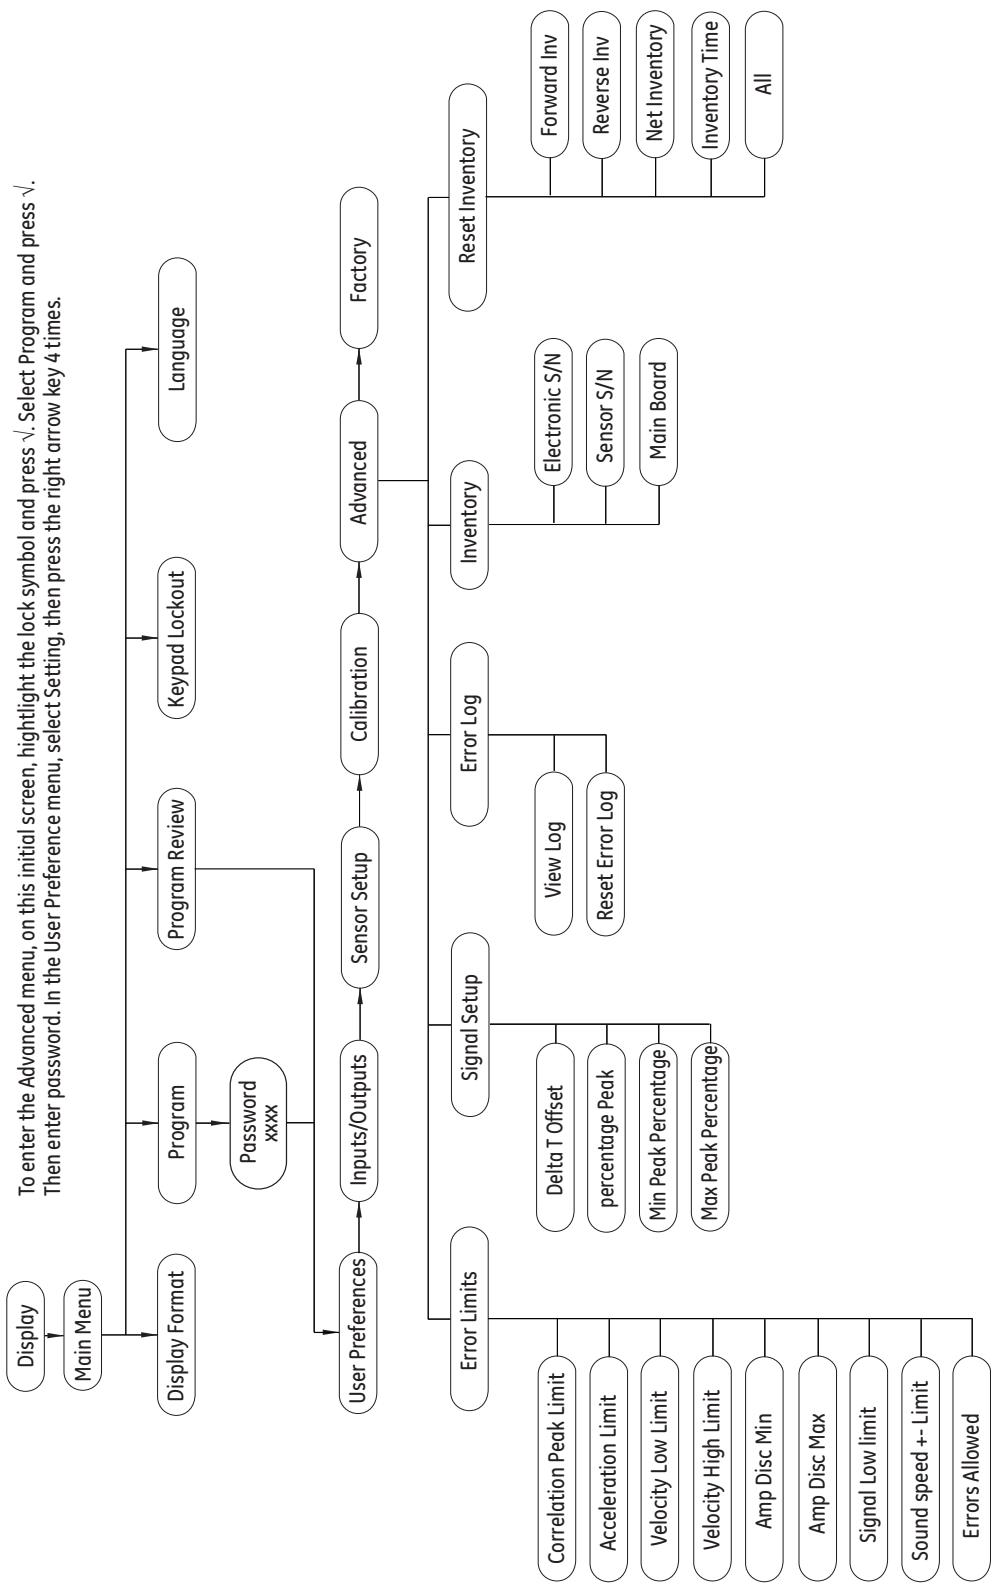 To enter the Advanced menu, on this initial screen, hightlight the lock symbol and press √. Select Program and press √.
Then enter password. In the User Preference menu, select Setting, then press the right arrow key 4 times.
Display
Main Menu
Display Format
Program
Program Review
Keypad Lockout
Language
Password
xxxx
User Preferences
Inputs/Outputs
Sensor Setup
Calibration
Advanced
Factory
Error Limits
Signal Setup
Error Log
Inventory
Reset Inventory
Correlation Peak Limit
Acceleration Limit
Velocity Low Limit
Velocity High Limit
Amp Disc Min
Amp Disc Max
Signal Low limit
Sound speed +- Limit
Errors Allowed
Delta T Offset
percentage Peak
Min Peak Percentage
Max Peak Percentage
View Log
Reset Error Log
Electronic S/N
Sensor S/N
Main Board
Forward Inv
Reverse Inv
Net Inventory
Inventory Time
All